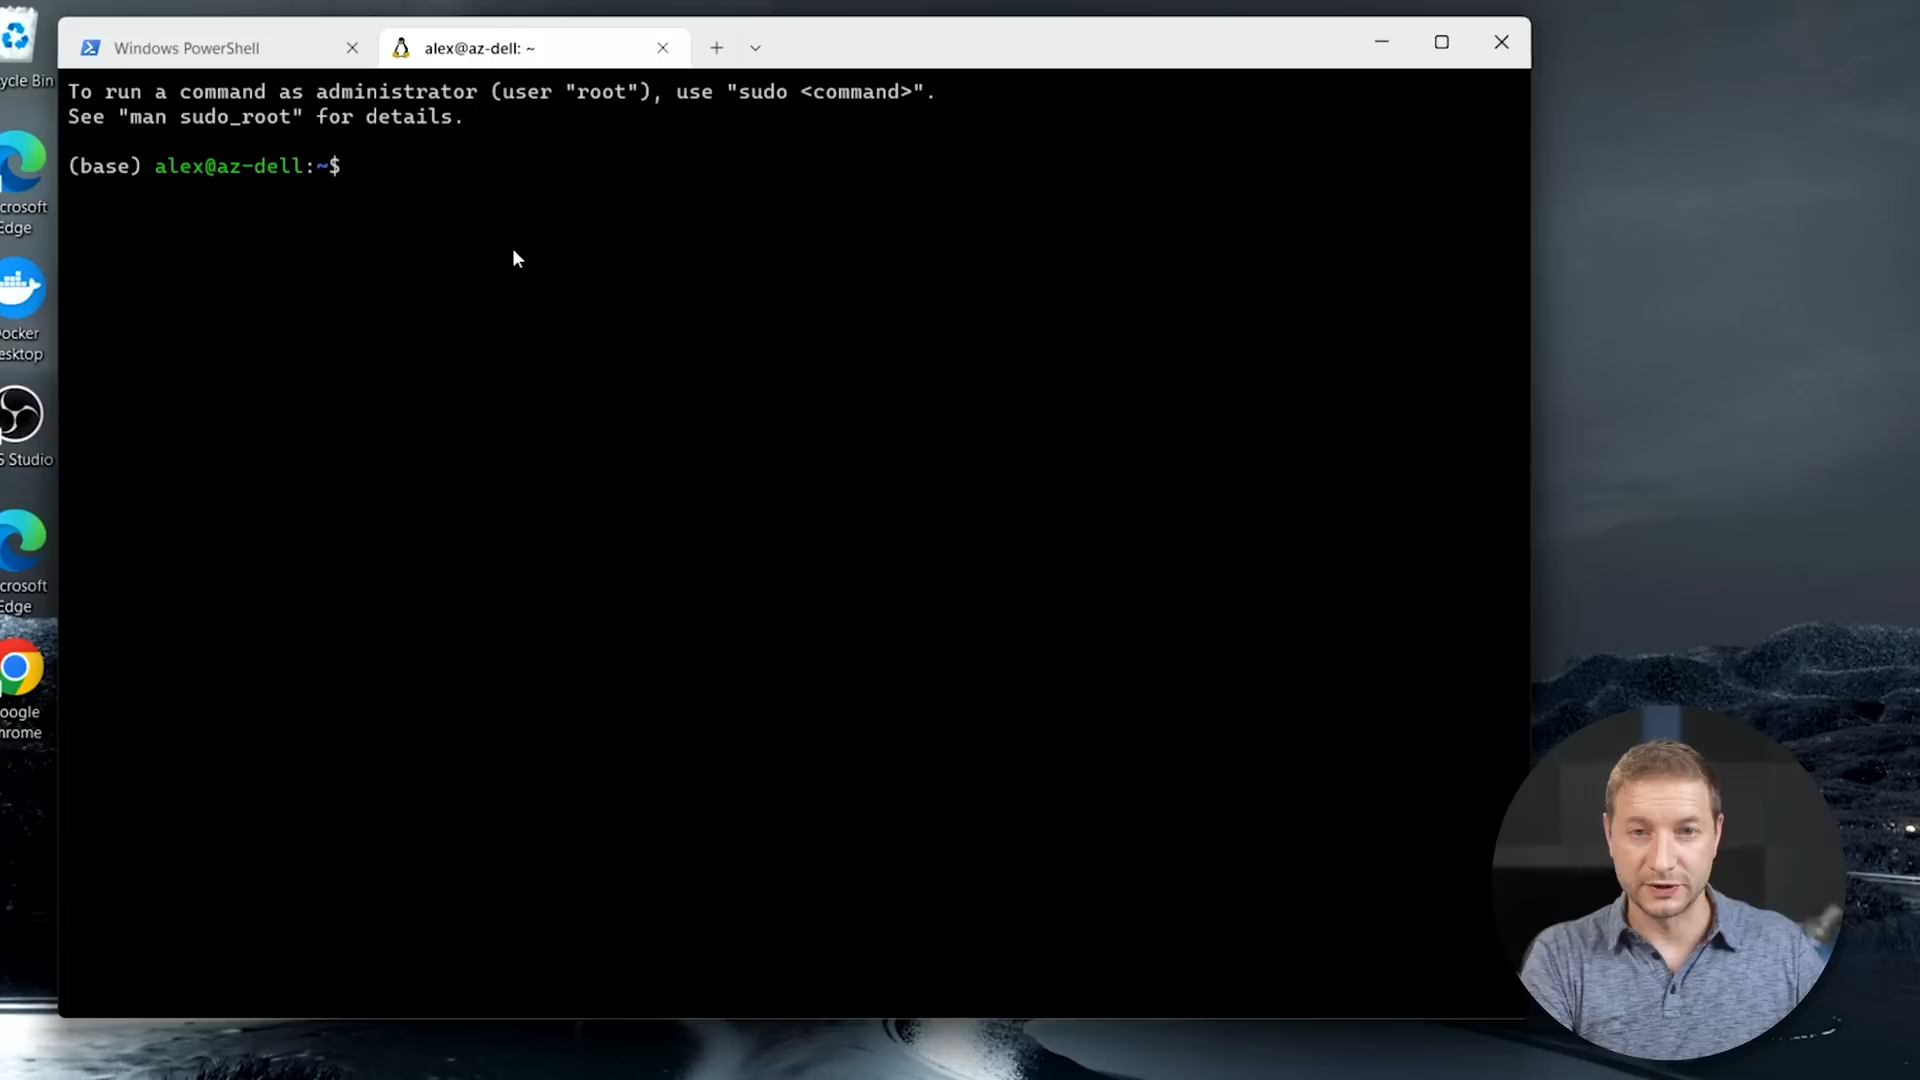 Windows PowerShell
alex@az-dell: ~
To run a command as administrator (user "root"), use "sudo <command>".
See "man sudo_root" for details.
(base) alex@az-dell:~$
ycle Bin
crosoft
Edge
ocker
esktop
S Studio
crosoft
Edge
oogle
hrome